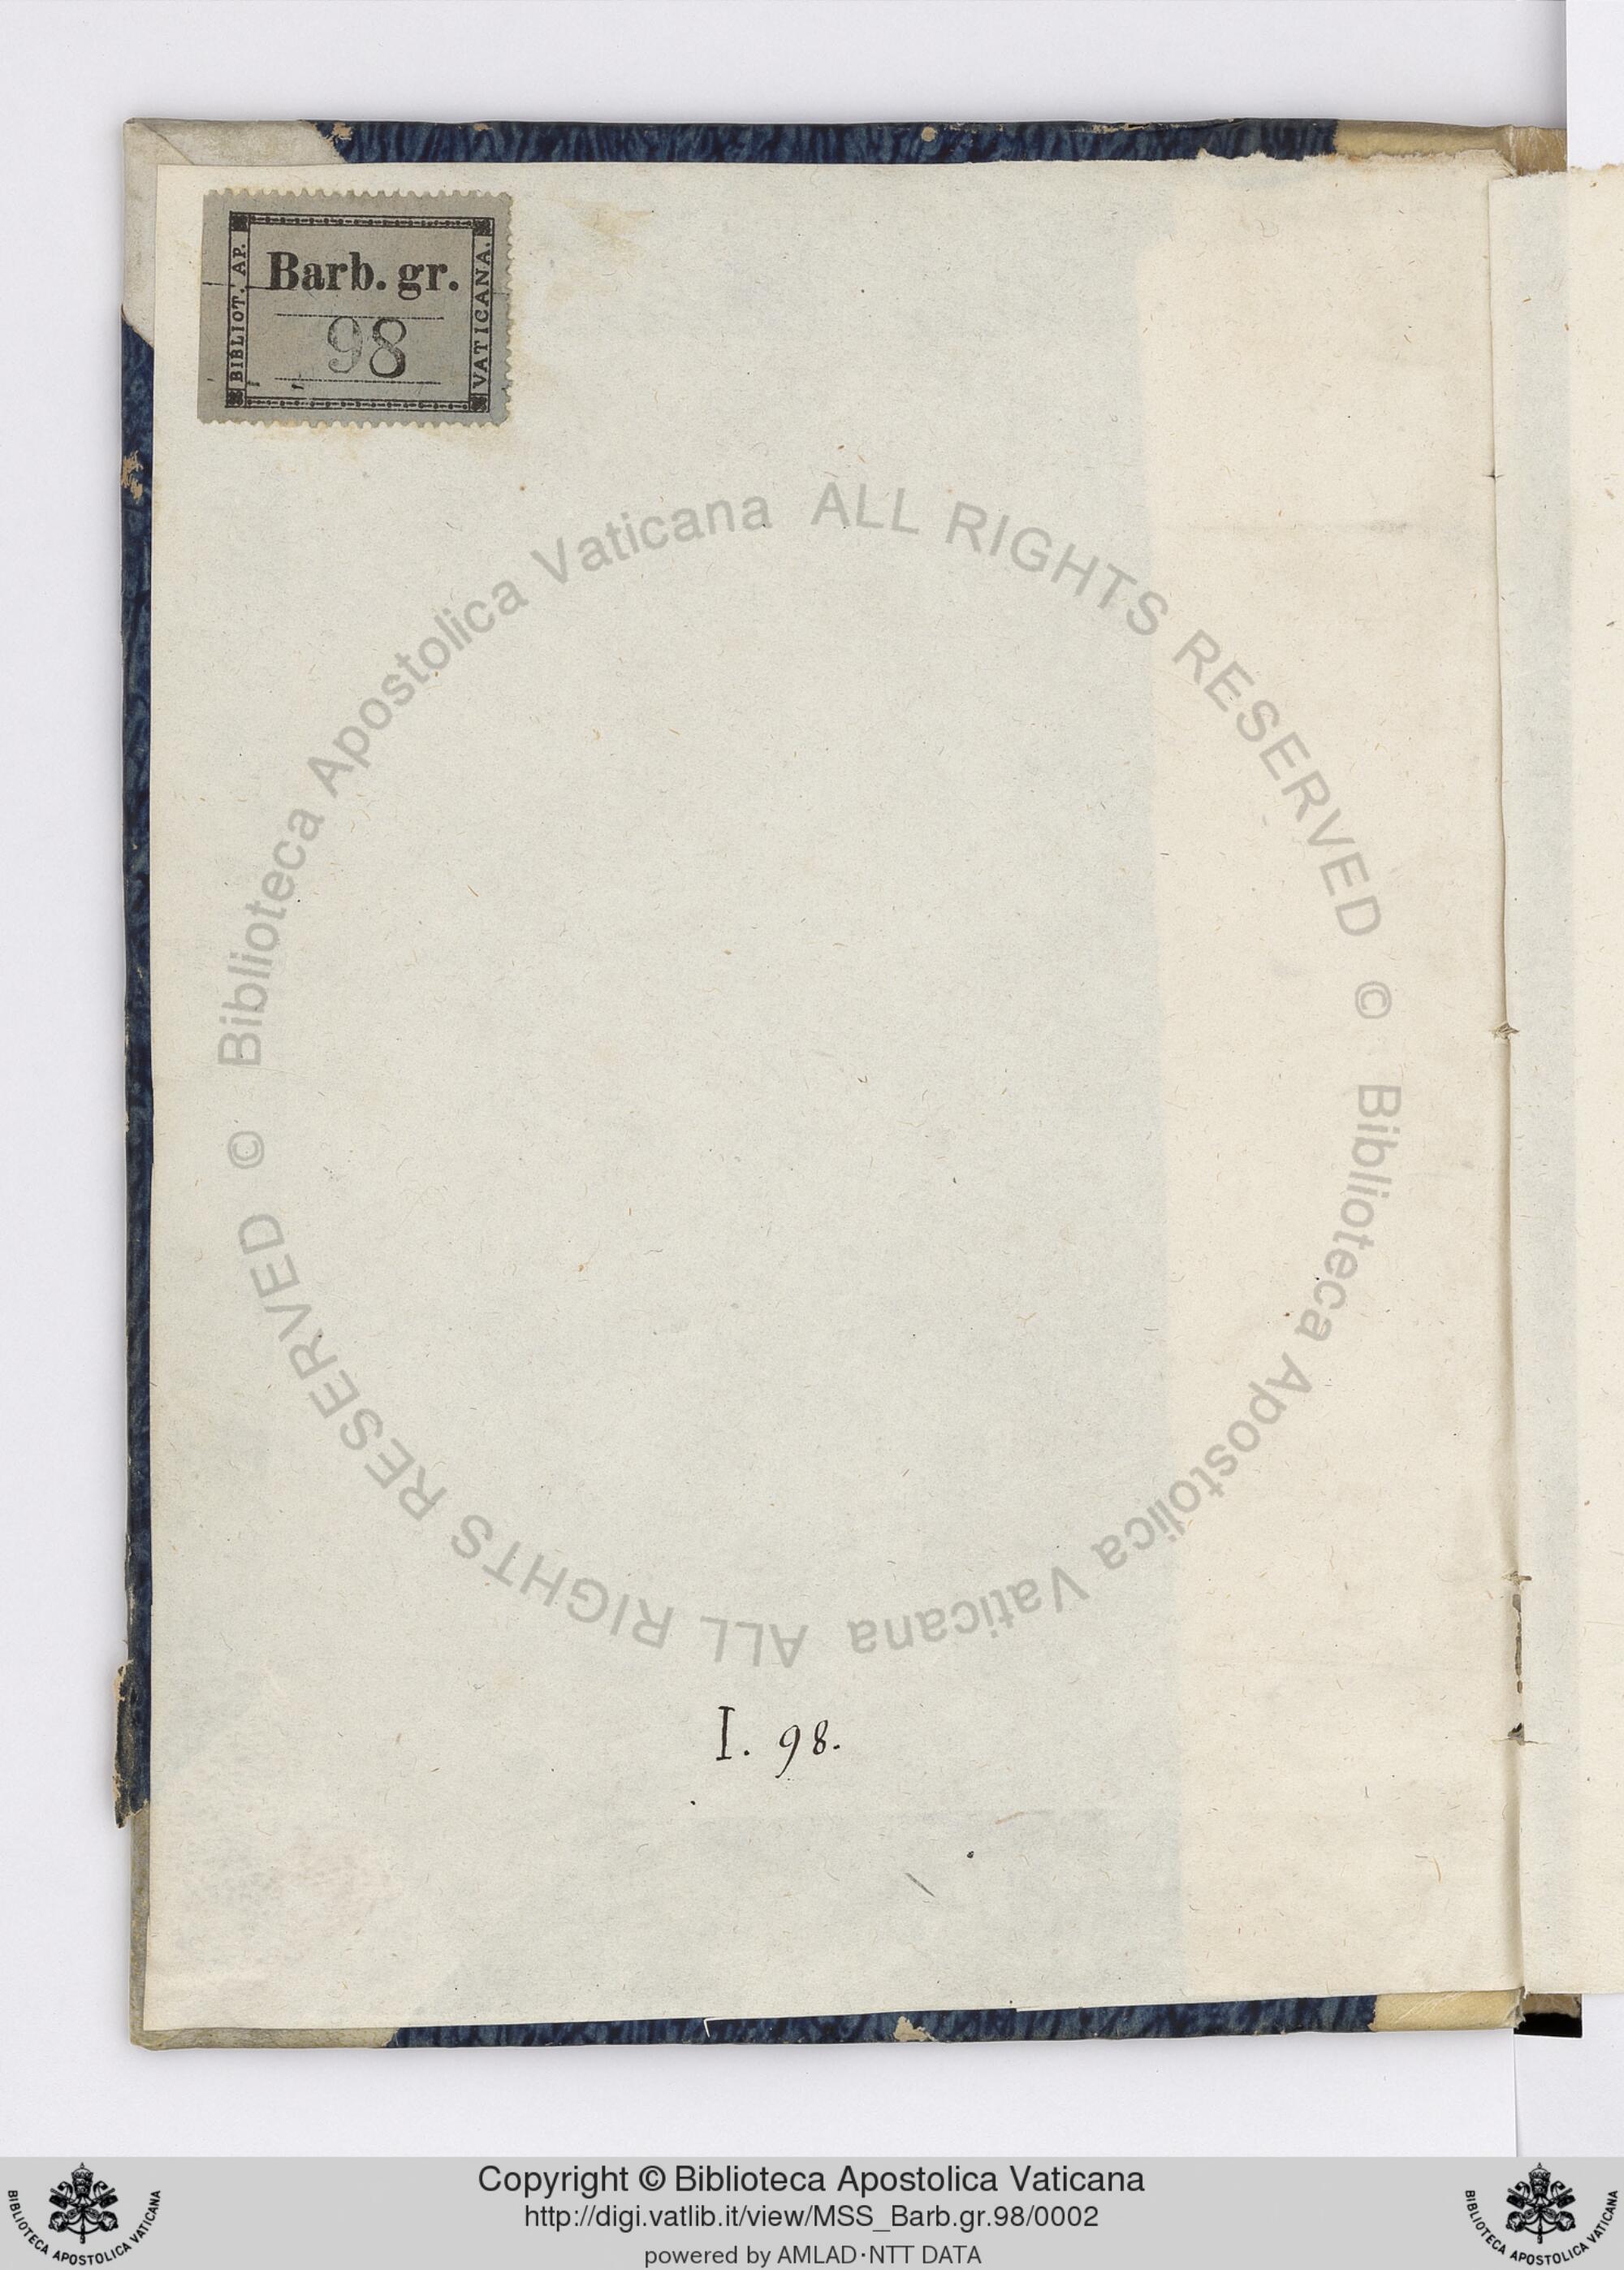 BIBLIOT. AP.
Barb. gr.
98
VATICANA.
© Biblioteca Apostolica Vaticana ALL RIGHTS RESERVED
© Biblioteca Apostolica Vaticana ALL RIGHTS RESERVED
I. 98.
Copyright © Biblioteca Apostolica Vaticana
http://digi.vatlib.it/view/MSS_Barb.gr.98/0002
powered by AMLAD·NTT DATA
BIBLIOTECA APOSTOLICA VATICANA
BIBLIOTECA APOSTOLICA VATICANA